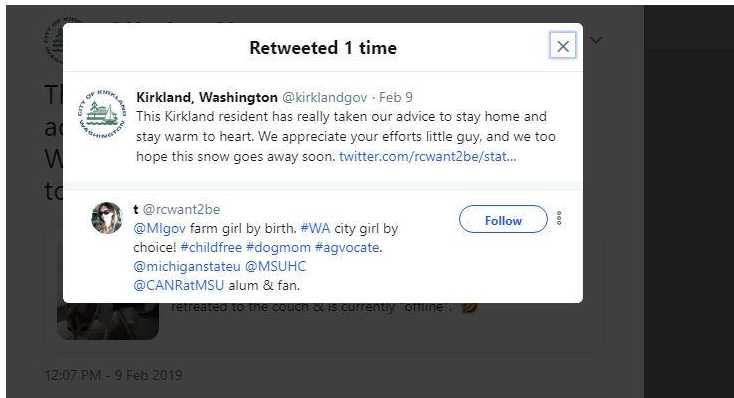 Retweeted 1 time
CITY OF KIRKLAND
WASHINGTON
Kirkland, Washington @kirklandgov · Feb 9
This Kirkland resident has really taken our advice to stay home and
stay warm to heart. We appreciate your efforts little guy, and we too
hope this snow goes away soon. twitter.com/rcwant2be/stat...
t @rcwant2be
Follow
@MIgov farm girl by birth. #WA city girl by
choice! #childfree #dogmom #agvocate.
@michiganstateu @MSUHC
@CANRatMSU alum & fan.
retreated to the couch & is currently "offline".
12:07 PM - 9 Feb 2019